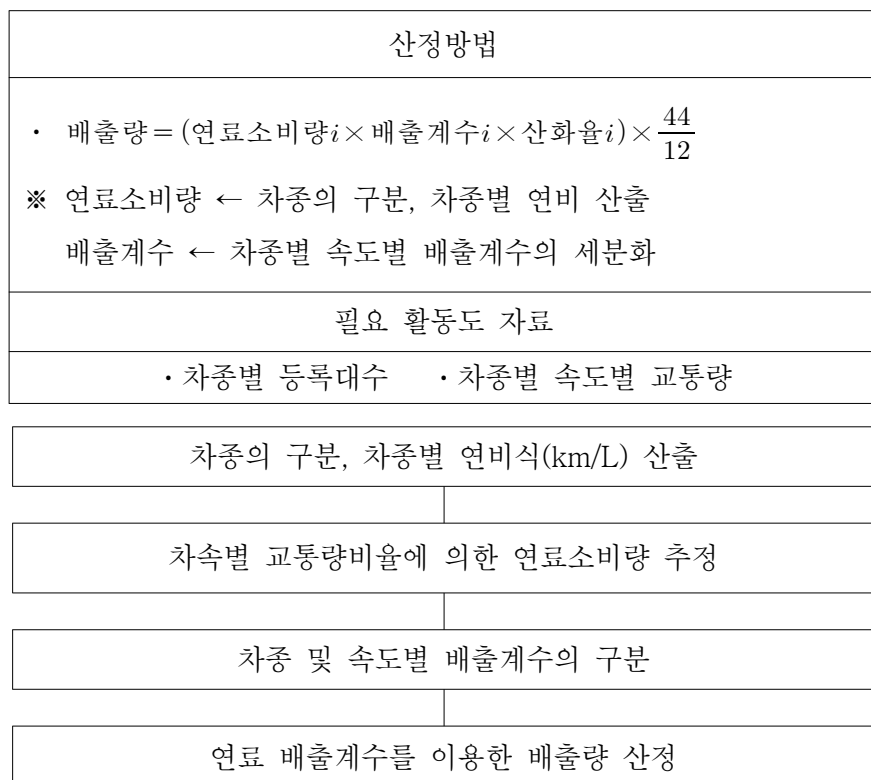 산정방법
· 배출량=(연료소비량i×배출계수i×산화율i)×44/12
※ 연료소비량 ← 차종의 구분, 차종별 연비 산출
배출계수 ← 차종별 속도별 배출계수의 세분화
필요 활동도 자료
·차종별 등록대수 ·차종별 속도별 교통량
차종의 구분, 차종별 연비식(km/L) 산출
차속별 교통량비율에 의한 연료소비량 추정
차종 및 속도별 배출계수의 구분
연료 배출계수를 이용한 배출량 산정